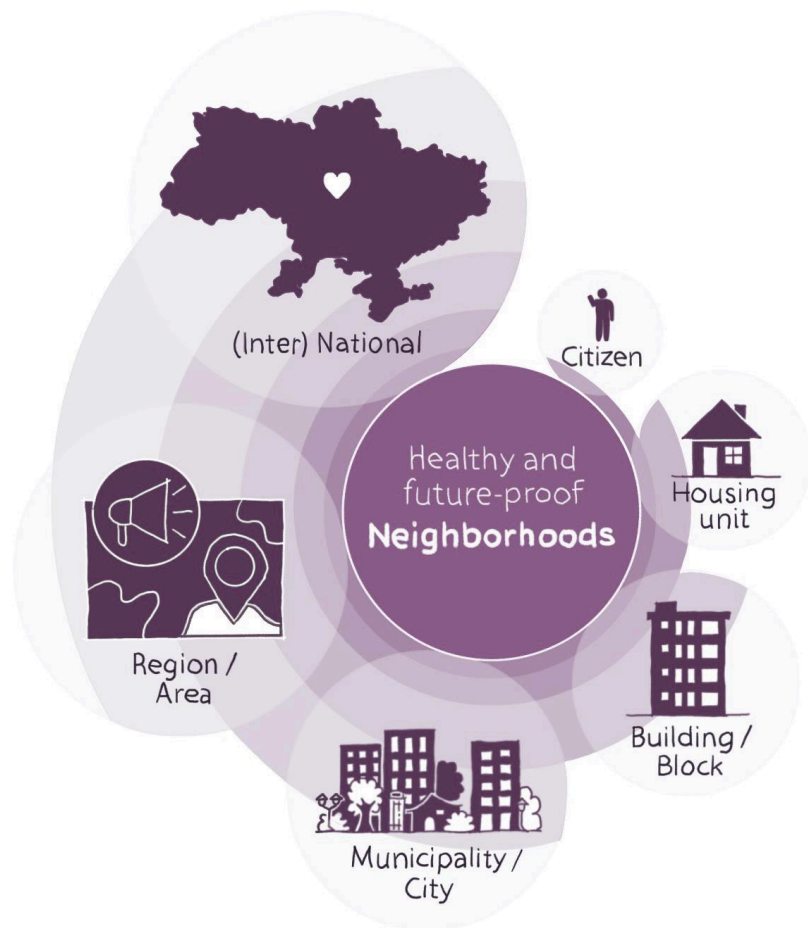 (Inter) National
Citizen
Healthy and
future-proof
Neighborhoods
Housing
unit
Region /
Area
Building /
Block
Municipality /
City